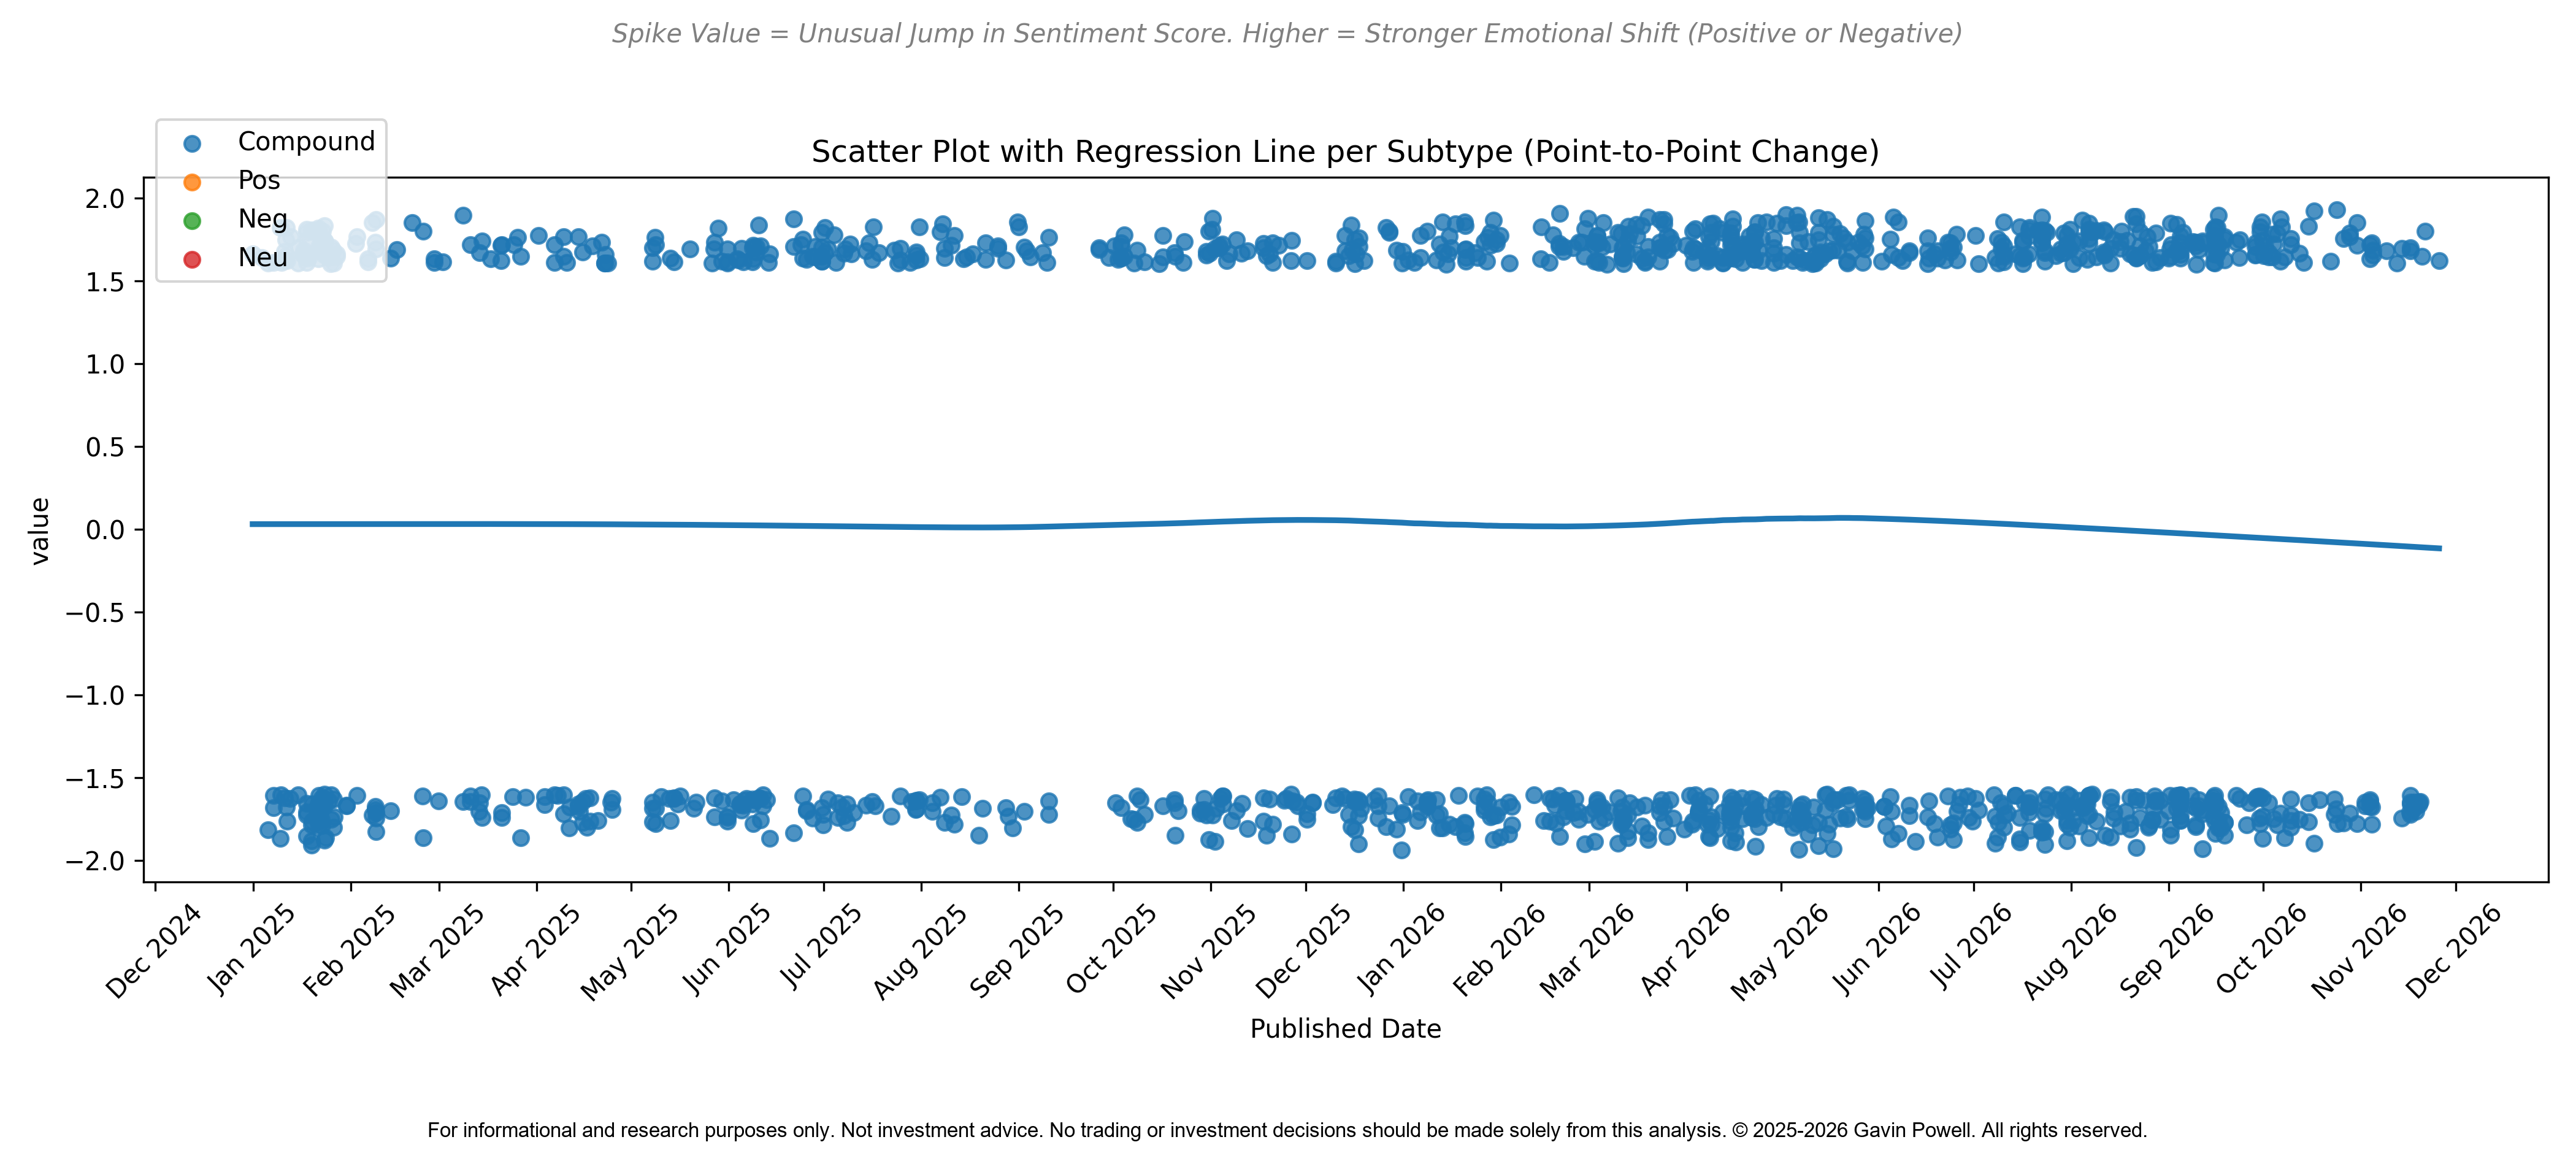 Spike Value = Unusual Jump in Sentiment Score. Higher = Stronger Emotional Shift (Positive or Negative)
Scatter Plot with Regression Line per Subtype (Point-to-Point Change)
Compound
Pos
Neg
Neu
2.0
1.5
1.0
0.5
0.0
−0.5
−1.0
−1.5
−2.0
value
Dec 2024
Jan 2025
Feb 2025
Mar 2025
Apr 2025
May 2025
Jun 2025
Jul 2025
Aug 2025
Sep 2025
Oct 2025
Nov 2025
Dec 2025
Jan 2026
Feb 2026
Mar 2026
Apr 2026
May 2026
Jun 2026
Jul 2026
Aug 2026
Sep 2026
Oct 2026
Nov 2026
Dec 2026
Published Date
For informational and research purposes only. Not investment advice. No trading or investment decisions should be made solely from this analysis. © 2025-2026 Gavin Powell. All rights reserved.